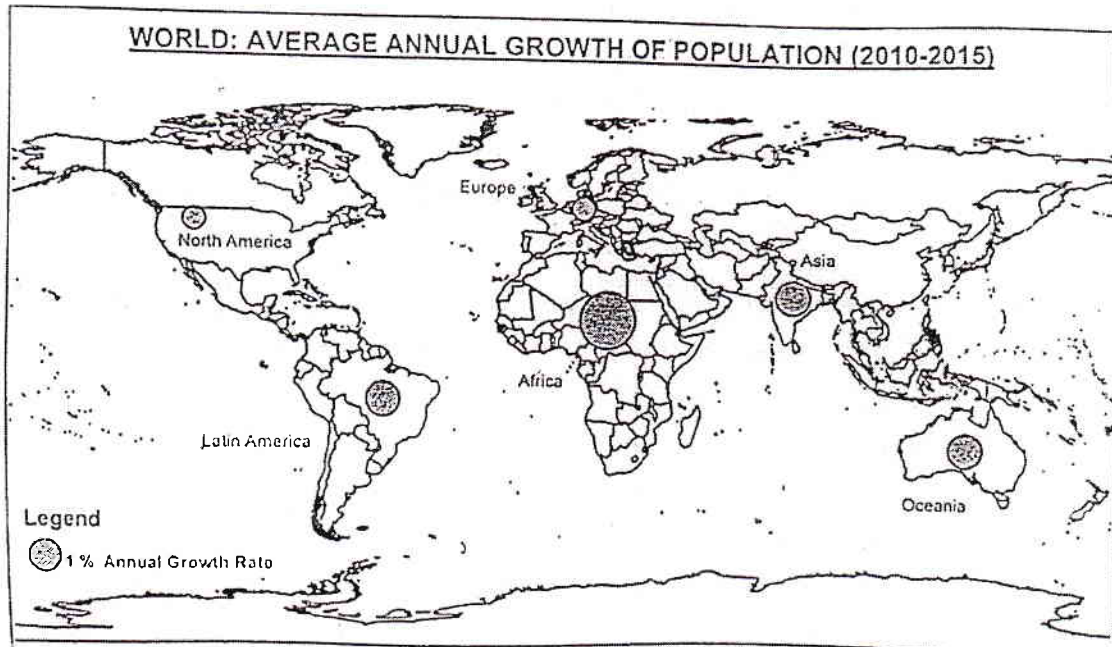 WORLD: AVERAGE ANNUAL GROWTH OF POPULATION (2010-2015)
Europe
North America
Asia
Africa
Latin America
Oceania
Legend
1 % Annual Growth Rato